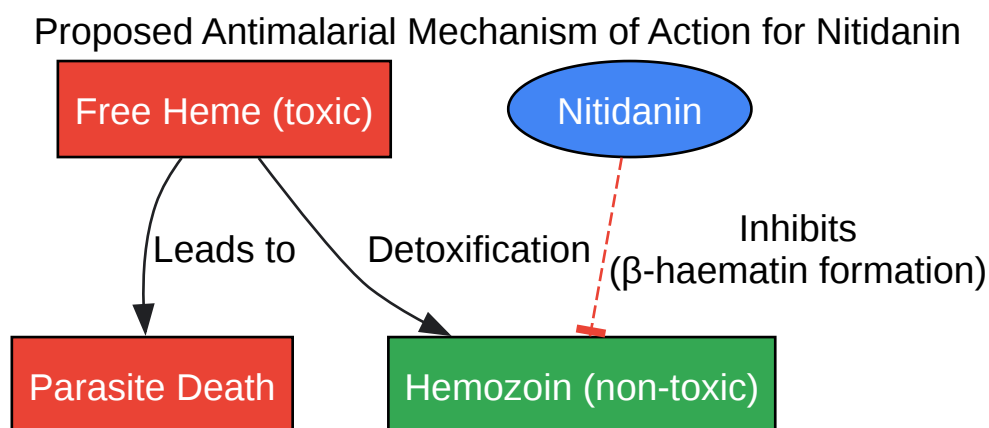 Proposed Antimalarial Mechanism of Action for Nitidanin
Free Heme (toxic)
Nitidanin
Leads to
Detoxification
Inhibits
(β-haematin formation)
Parasite Death
Hemozoin (non-toxic)